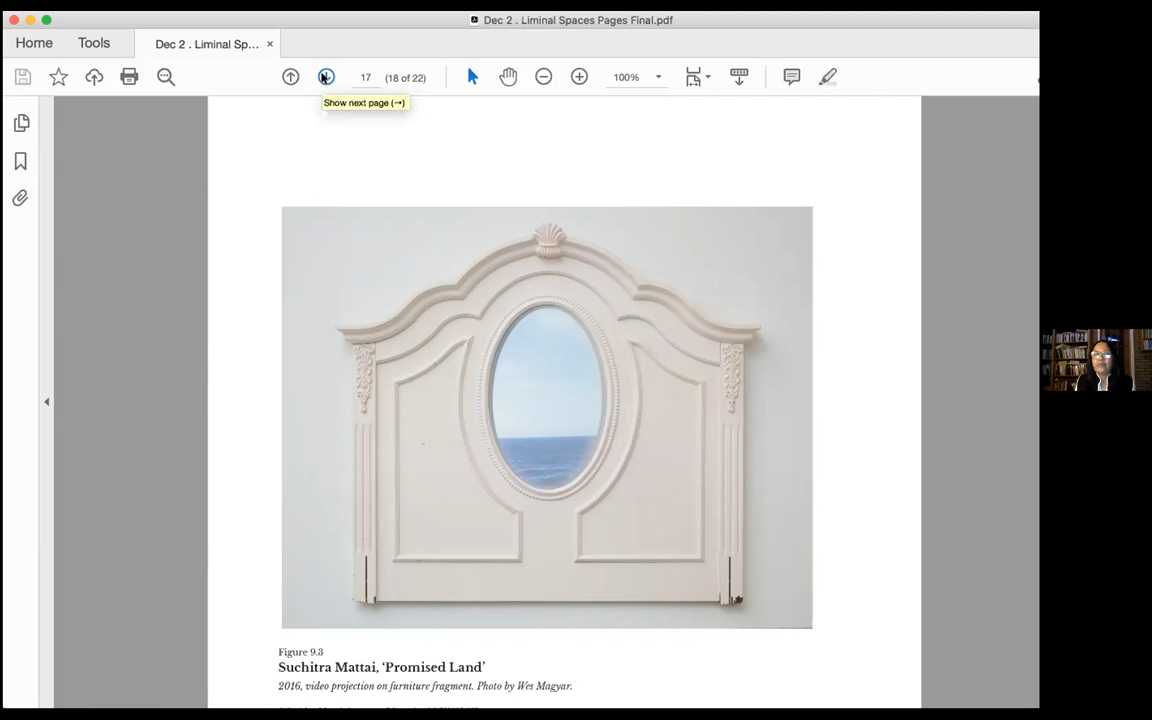 Dec 2 . Liminal Spaces Pages Final.pdf
Home
Tools
Dec 2 . Liminal Sp... ×
17
(18 of 22)
100%
Show next page (→)
Figure 9.3
Suchitra Mattai, ‘Promised Land’
2016, video projection on furniture fragment. Photo by Wes Magyar.